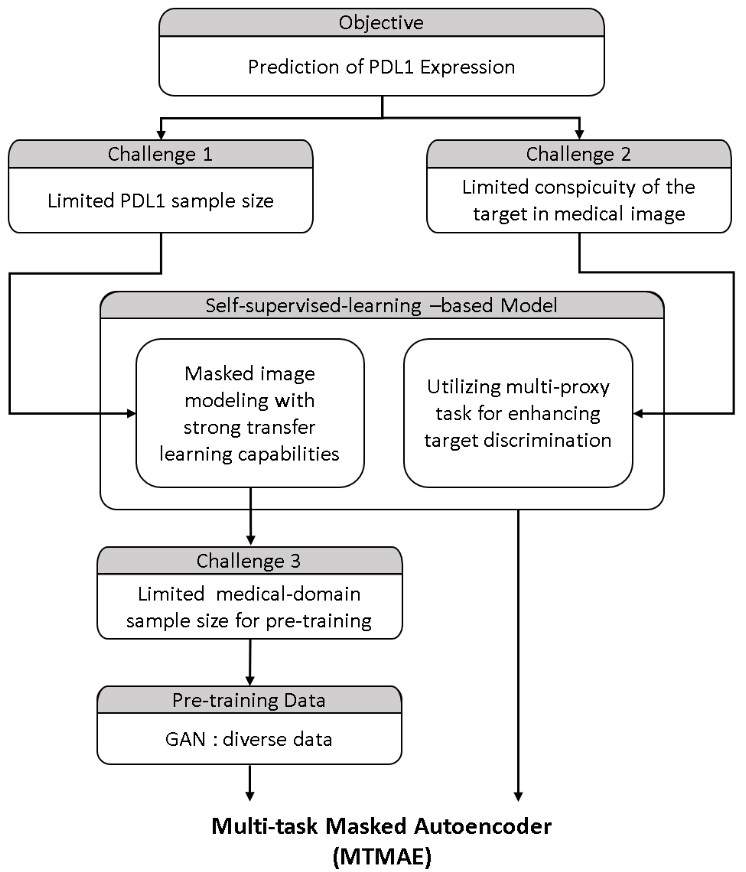 Objective
Prediction of PDL1 Expression
Challenge 1
Limited PDL1 sample size
Challenge 2
Limited conspicuity of the
target in medical image
Self-supervised-learning –based Model
Masked image
modeling with
strong transfer
learning capabilities
Utilizing multi-proxy
task for enhancing
target discrimination
Challenge 3
Limited medical-domain
sample size for pre-training
Pre-training Data
GAN : diverse data
Multi-task Masked Autoencoder
(MTMAE)